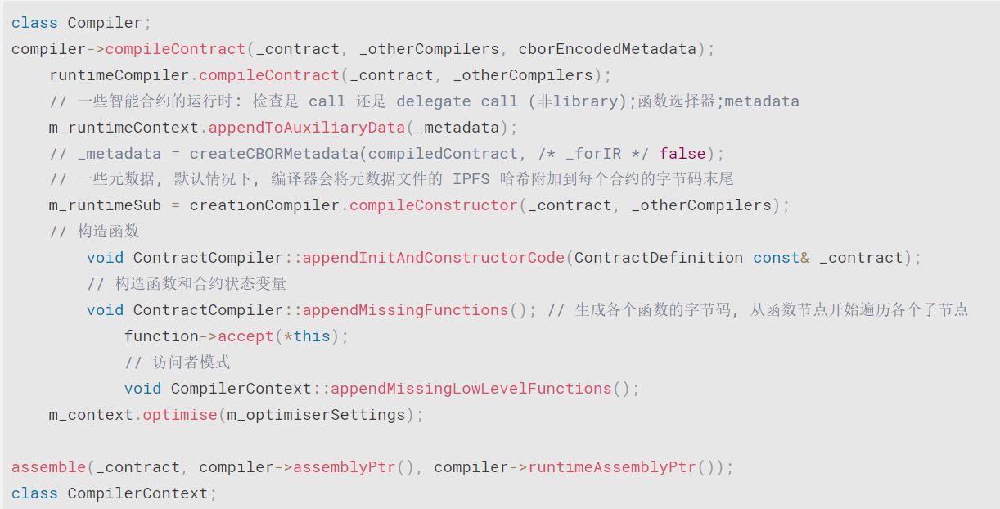 class Compiler;
compiler->compileContract(_contract, _otherCompilers, cborEncodedMetadata);
    runtimeCompiler.compileContract(_contract, _otherCompilers);
    // 一些智能合约的运行时: 检查是 call 还是 delegate call (非library);函数选择器;metadata
    m_runtimeContext.appendToAuxiliaryData(_metadata);
    // _metadata = createCBORMetadata(compiledContract, /* _forIR */ false);
    // 一些元数据, 默认情况下, 编译器会将元数据文件的 IPFS 哈希附加到每个合约的字节码末尾
    m_runtimeSub = creationCompiler.compileConstructor(_contract, _otherCompilers);
    // 构造函数
        void ContractCompiler::appendInitAndConstructorCode(ContractDefinition const& _contract);
        // 构造函数和合约状态变量
        void ContractCompiler::appendMissingFunctions(); // 生成各个函数的字节码, 从函数节点开始遍历各个子节点
            function->accept(*this);
            // 访问者模式
            void CompilerContext::appendMissingLowLevelFunctions();
    m_context.optimise(m_optimiserSettings);

assemble(_contract, compiler->assemblyPtr(), compiler->runtimeAssemblyPtr());
class CompilerContext;